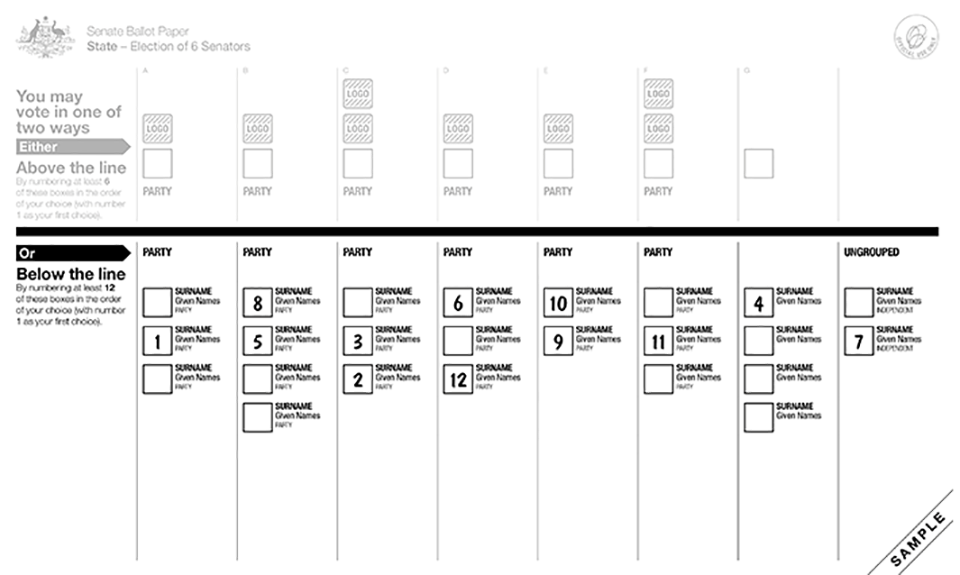 Senate Ballot Paper
State – Election of 6 Senators
OFFICIAL USE ONLY
A B C D E F G
You may
vote in one of
two ways
Either
Above the line
By numbering at least 6
of these boxes in the order
of your choice (with number
1 as your first choice).
LOGO LOGO
LOGO LOGO LOGO LOGO LOGO LOGO
PARTY PARTY PARTY PARTY PARTY PARTY
Or
Below the line
By numbering at least 12
of these boxes in the order
of your choice (with number
1 as your first choice).
PARTY PARTY PARTY PARTY PARTY PARTY UNGROUPED
SURNAME 8 SURNAME SURNAME 6 SURNAME 10 SURNAME SURNAME 4 SURNAME SURNAME
Given Names Given Names Given Names Given Names Given Names Given Names Given Names Given Names
PARTY PARTY PARTY PARTY PARTY PARTY INDEPENDENT
1 SURNAME 5 SURNAME 3 SURNAME SURNAME 9 SURNAME 11 SURNAME SURNAME 7 SURNAME
Given Names Given Names Given Names Given Names Given Names Given Names Given Names Given Names
PARTY PARTY PARTY PARTY PARTY PARTY INDEPENDENT
SURNAME SURNAME 2 SURNAME 12 SURNAME SURNAME SURNAME
Given Names Given Names Given Names Given Names Given Names Given Names
PARTY PARTY PARTY PARTY PARTY
SURNAME SURNAME
Given Names Given Names
PARTY
SAMPLE